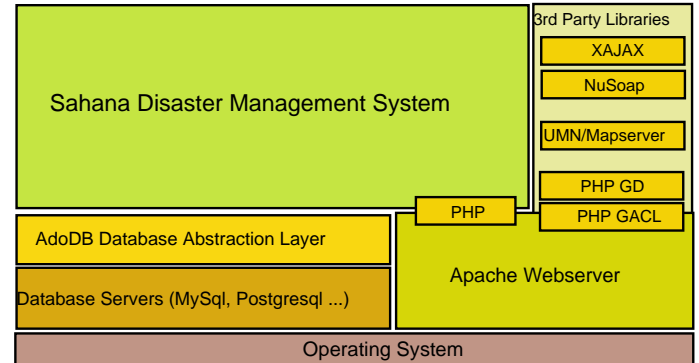 3rd Party Libraries
XAJAX
Sahana Disaster Management System
NuSoap
UMN/Mapserver
PHP GD
PHP
PHP GACL
AdoDB Database Abstraction Layer
Apache Webserver
Database Servers (MySql, Postgresql ...)
Operating System